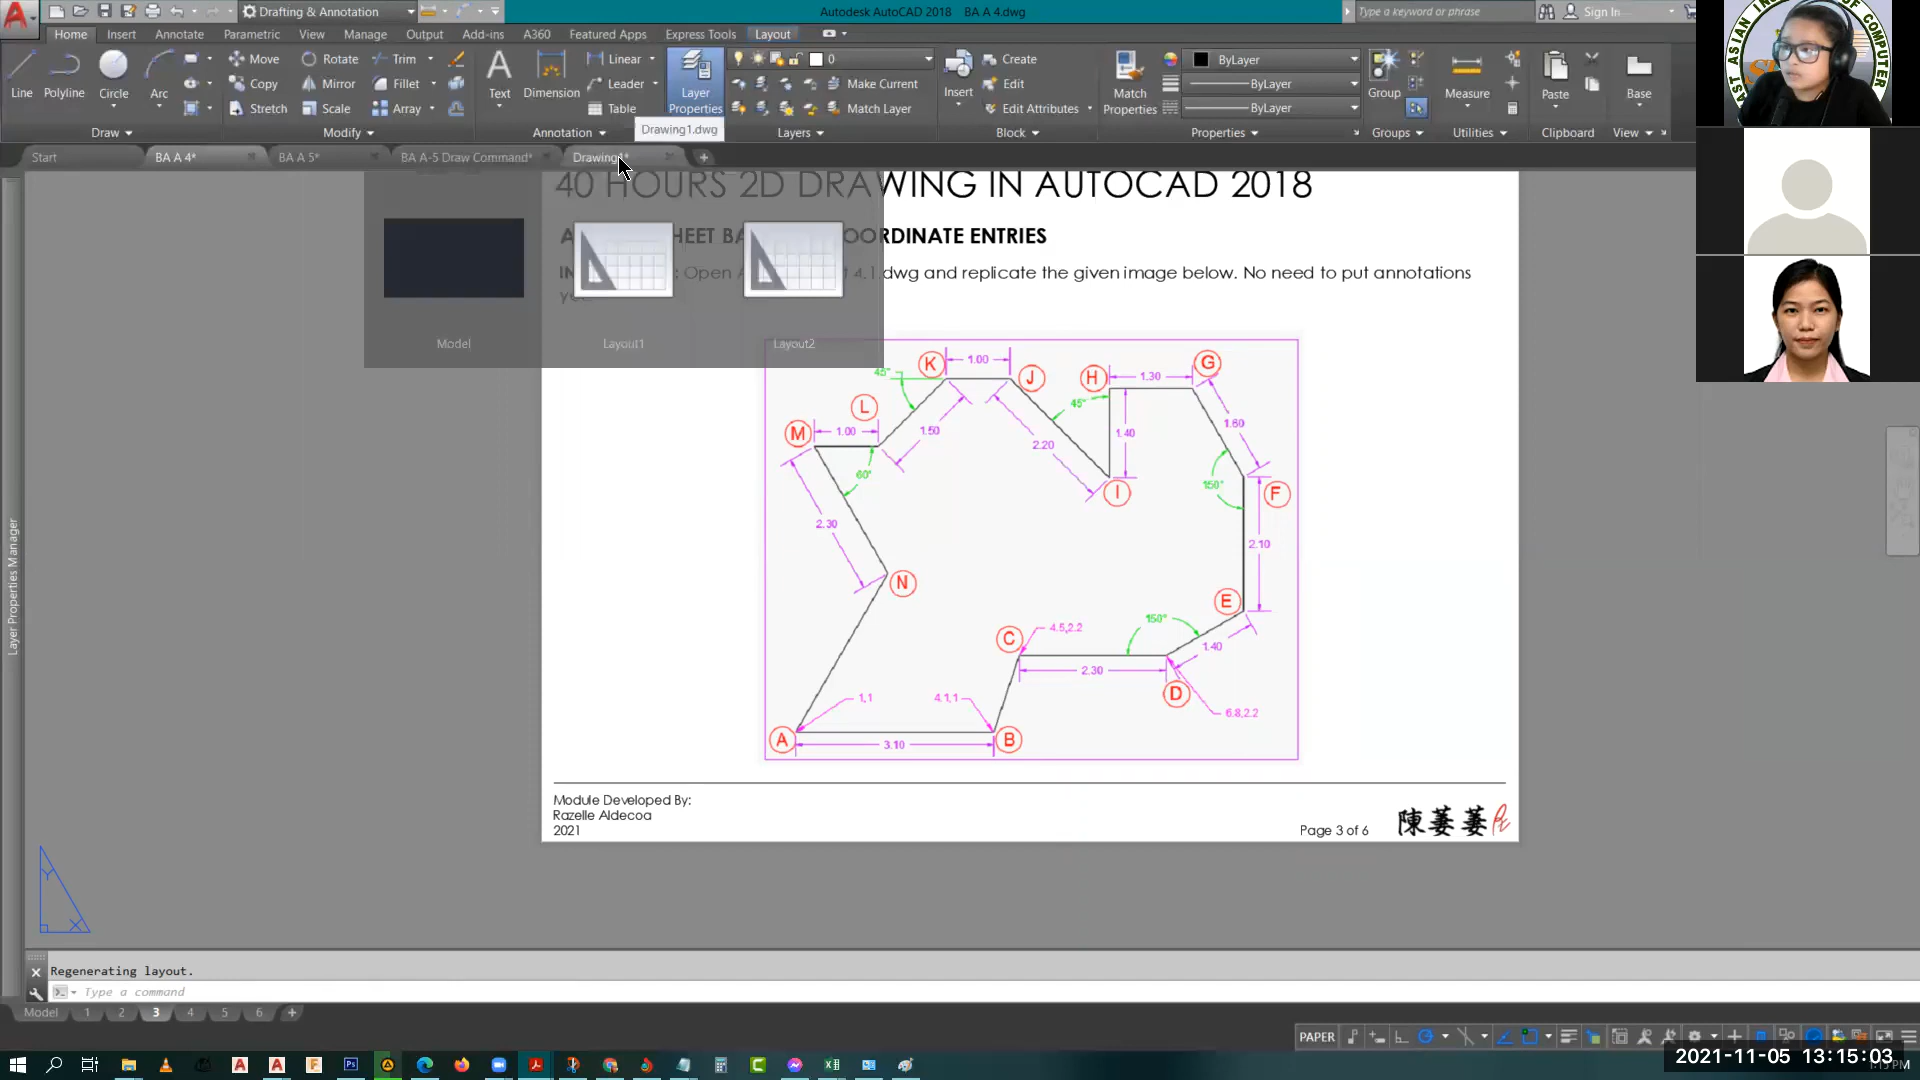 Drafting & Annotation
Autodesk AutoCAD 2018 BA A 4.dwg
Type a keyword or phrase
Sign In
Home Insert Annotate Parametric View Manage Output Add-ins A360 Featured Apps Express Tools Layout
Line Polyline Circle Arc
Move Rotate Trim
Copy Mirror Fillet
Stretch Scale Array
Text Dimension
Linear
Leader
Table
Layer Properties
0
Make Current
Match Layer
Insert
Create
Edit
Edit Attributes
Match Properties
ByLayer
ByLayer
ByLayer
Group
Measure
Paste
Base
Draw Modify Annotation Layers Block Properties Groups Utilities Clipboard View
Drawing1.dwg
Start BA A 4* BA A 5* BA A-5 Draw Command* Drawing1*
40 HOURS 2D DRAWING IN AUTOCAD 2018
ORDINATE ENTRIES
.dwg and replicate the given image below. No need to put annotations
Model Layout1 Layout2
K 1.00 J H 1.30 G
45°
L 45° 1.60
M 1.00 1.50 2.20 1.40
60° I 150° F
2.30 2.10
N E
C 4.5,2.2 150° 1.40
2.30 D
1,1 4.1,1 6.8,2.2
A 3.10 B
Module Developed By:
Razelle Aldecoa
2021
Page 3 of 6
Layer Properties Manager
Y
X
Regenerating layout.
Type a command
Model 1 2 3 4 5 6
PAPER
2021-11-05 13:15:03